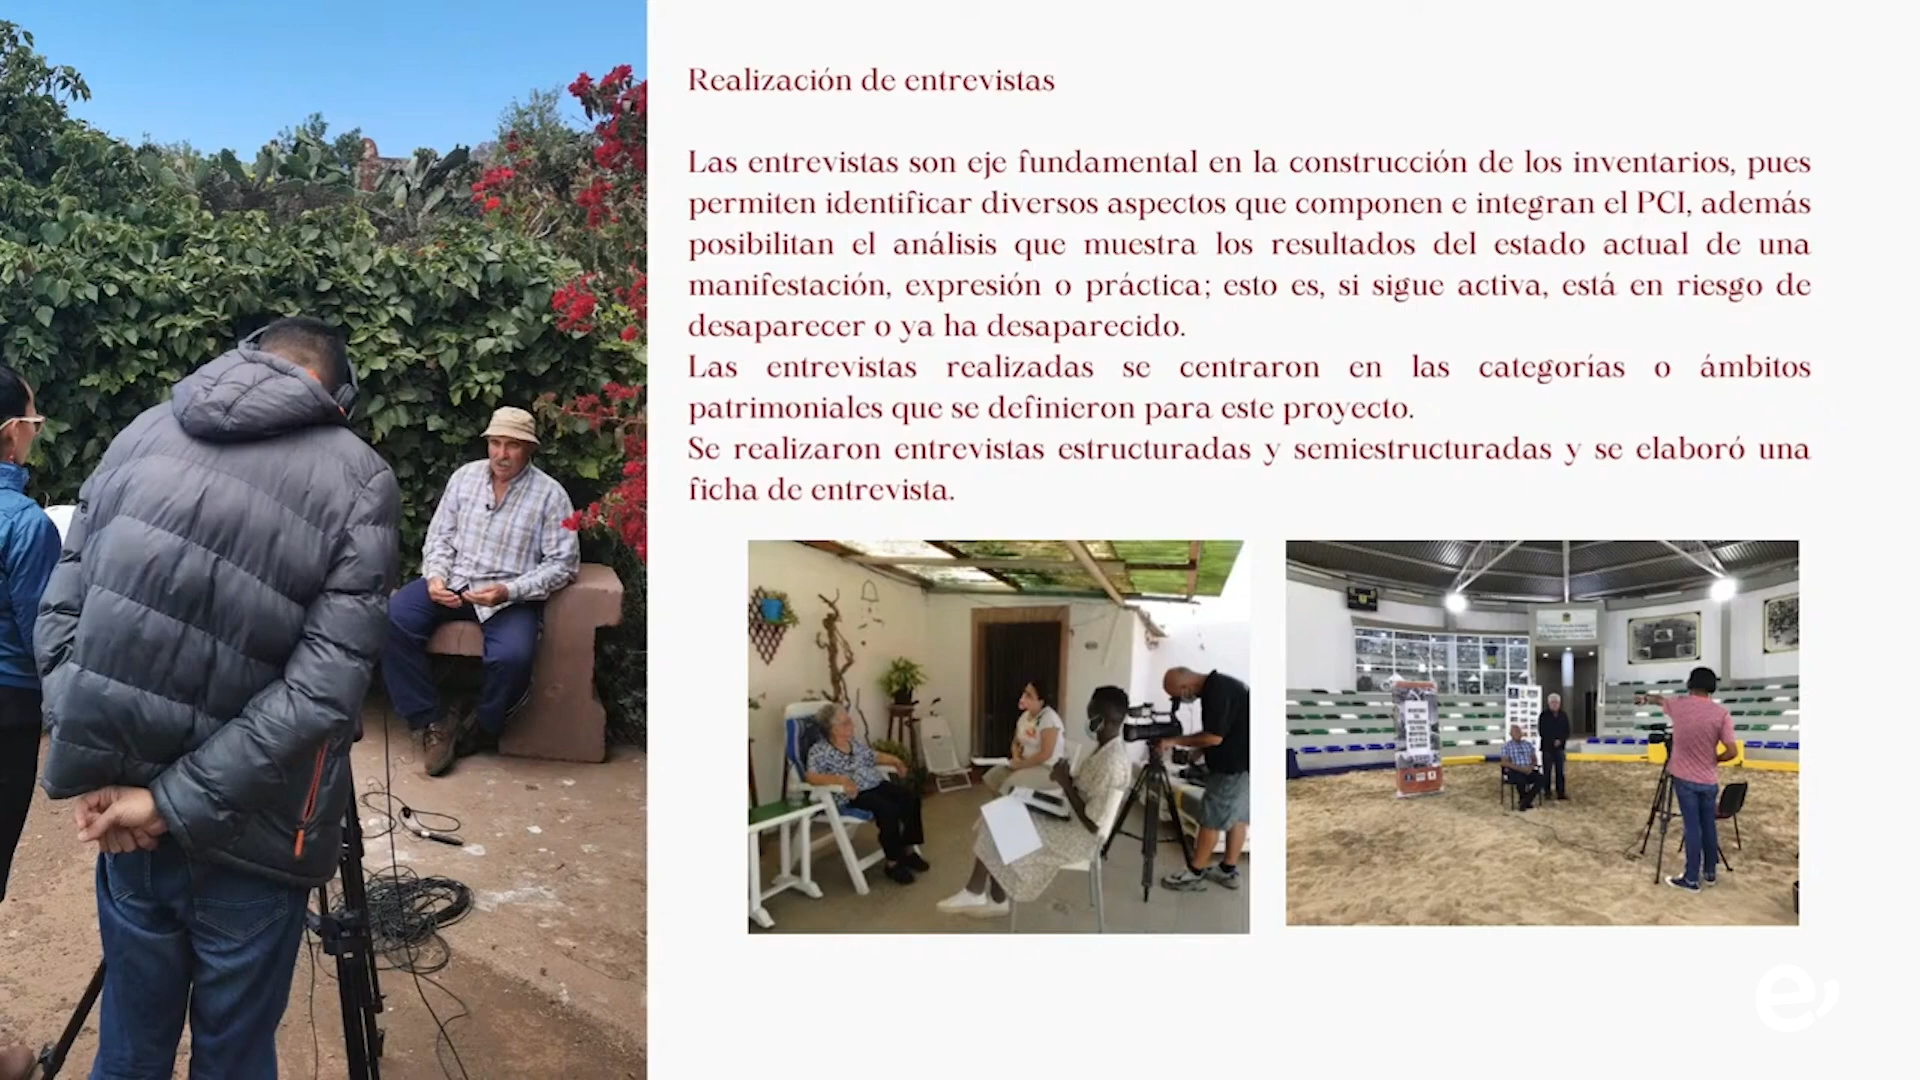 Realización de entrevistas
Las entrevistas son eje fundamental en la construcción de los inventarios, pues
permiten identificar diversos aspectos que componen e integran el PCI, además
posibilitan el análisis que muestra los resultados del estado actual de una
manifestación, expresión o práctica; esto es, si sigue activa, está en riesgo de
desaparecer o ya ha desaparecido.
Las entrevistas realizadas se centraron en las categorías o ámbitos
patrimoniales que se definieron para este proyecto.
Se realizaron entrevistas estructuradas y semiestructuradas y se elaboró una
ficha de entrevista.